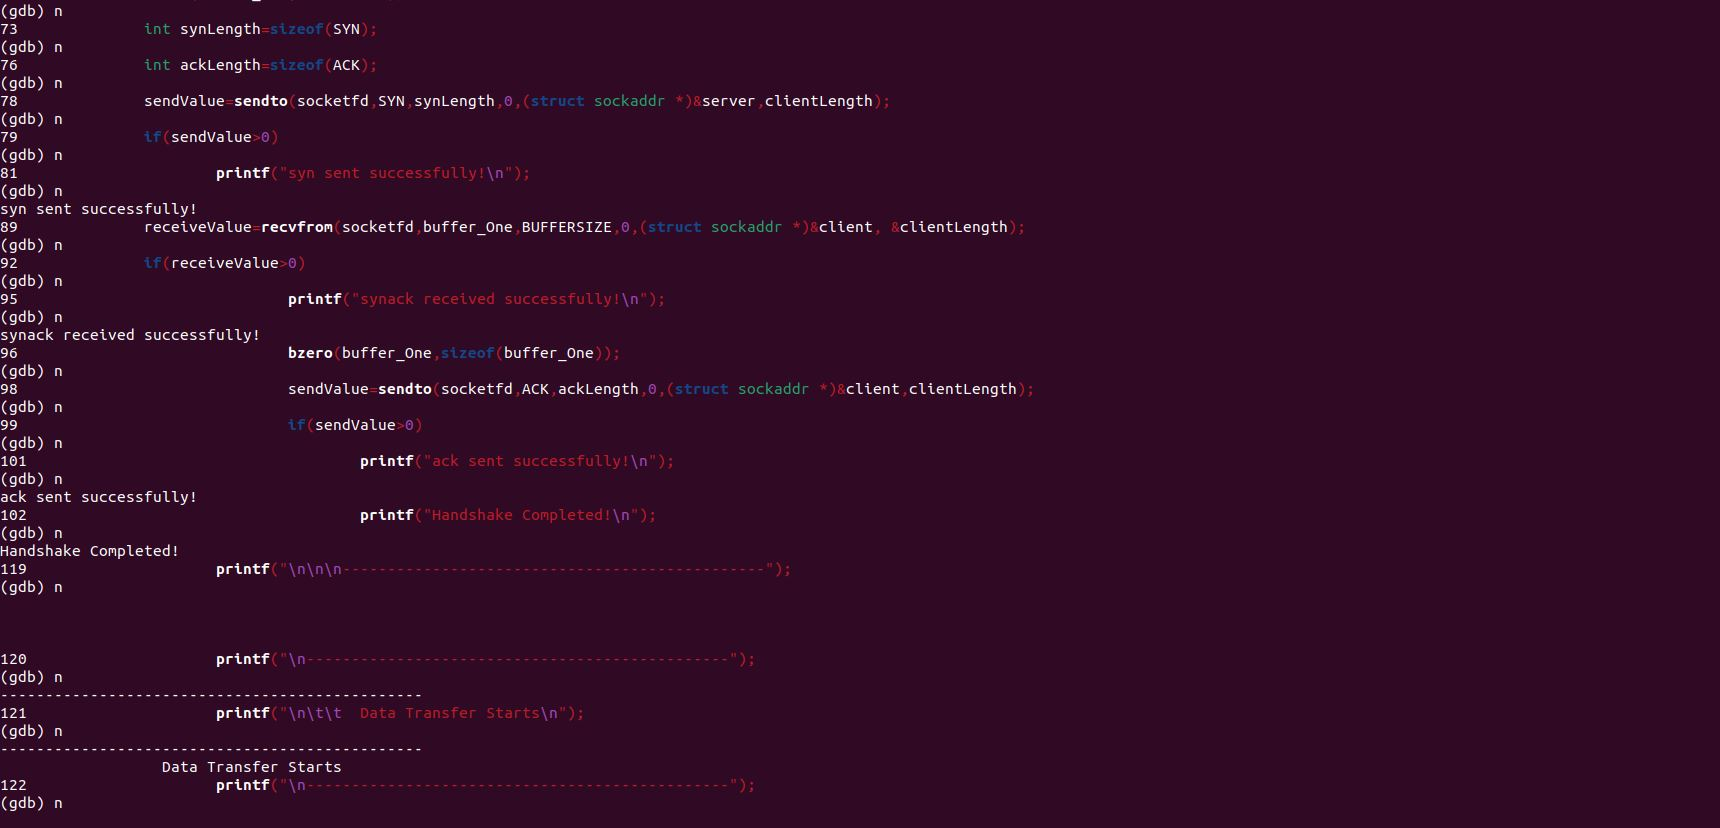 (gdb) n
73              int synLength=sizeof(SYN);
(gdb) n
76              int ackLength=sizeof(ACK);
(gdb) n
78              sendValue=sendto(socketfd,SYN,synLength,0,(struct sockaddr *)&server,clientLength);
(gdb) n
79              if(sendValue>0)
(gdb) n
81                      printf("syn sent successfully!\n");
(gdb) n
syn sent successfully!
89              receiveValue=recvfrom(socketfd,buffer_One,BUFFERSIZE,0,(struct sockaddr *)&client, &clientLength);
(gdb) n
92              if(receiveValue>0)
(gdb) n
95                              printf("synack received successfully!\n");
(gdb) n
synack received successfully!
96                              bzero(buffer_One,sizeof(buffer_One));
(gdb) n
98                              sendValue=sendto(socketfd,ACK,ackLength,0,(struct sockaddr *)&client,clientLength);
(gdb) n
99                              if(sendValue>0)
(gdb) n
101                                     printf("ack sent successfully!\n");
(gdb) n
ack sent successfully!
102                                     printf("Handshake Completed!\n");
(gdb) n
Handshake Completed!
119                     printf("\n\n\n-----------------------------------------------");
(gdb) n
120                     printf("\n-----------------------------------------------");
(gdb) n
-----------------------------------------------
121                     printf("\n\t\t  Data Transfer Starts\n");
(gdb) n
-----------------------------------------------
                  Data Transfer Starts
122                     printf("\n-----------------------------------------------");
(gdb) n